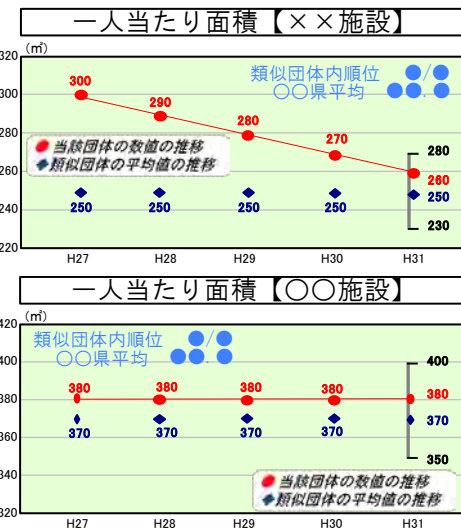 一人当たり面積【××施設】
(㎡)
320
300
280
260
240
220
類似団体内順位 ●/●
〇〇県平均 ●●.●
300
290
280
270
260
280
250
230
250
250
250
250
●当該団体の数値の推移
◆類似団体の平均値の推移
H27 H28 H29 H30 H31
一人当たり面積【〇〇施設】
(㎡)
420
400
380
360
340
320
類似団体内順位 ●/●
〇〇県平均 ●●.●
380 380 380 380 380
400
370
350
370 370 370 370
●当該団体の数値の推移
◆類似団体の平均値の推移
H27 H28 H29 H30 H31